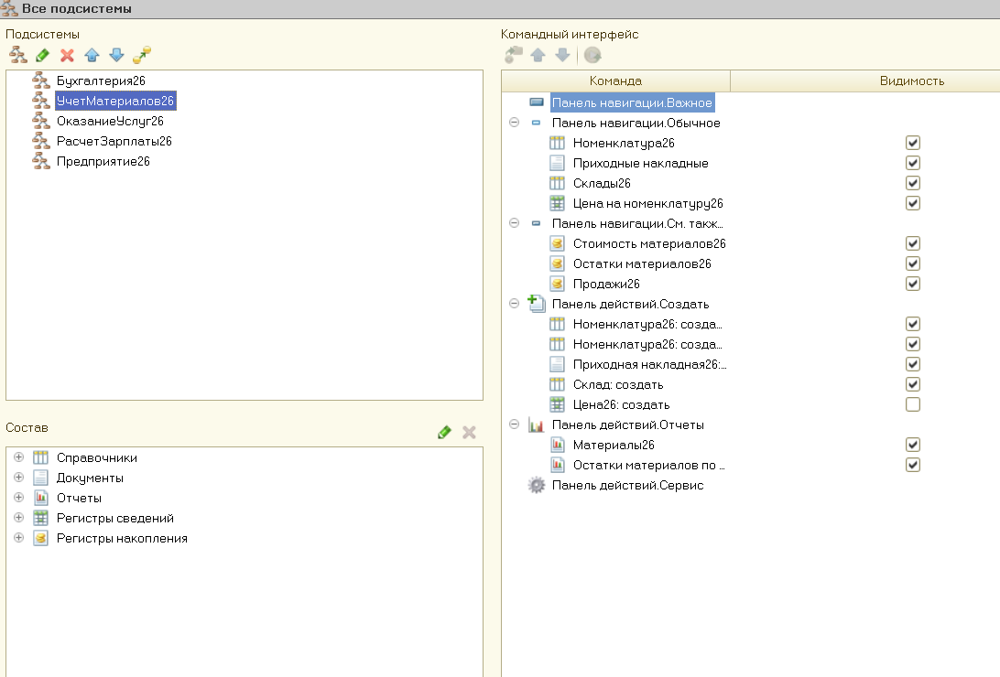 Все подсистемы
Подсистемы
Бухгалтерия26
УчетМатериалов26
ОказаниеУслуг26
РасчетЗарплаты26
Предприятие26
Состав
Справочники
Документы
Отчеты
Регистры сведений
Регистры накопления
Командный интерфейс
Команда Видимость
Панель навигации.Важное
Панель навигации.Обычное
Номенклатура26
Приходные накладные
Склады26
Цена на номенклатуру26
Панель навигации.См. такж...
Стоимость материалов26
Остатки материалов26
Продажи26
Панель действий.Создать
Номенклатура26: созда...
Номенклатура26: созда...
Приходная накладная26:...
Склад: создать
Цена26: создать
Панель действий.Отчеты
Материалы26
Остатки материалов по ...
Панель действий.Сервис